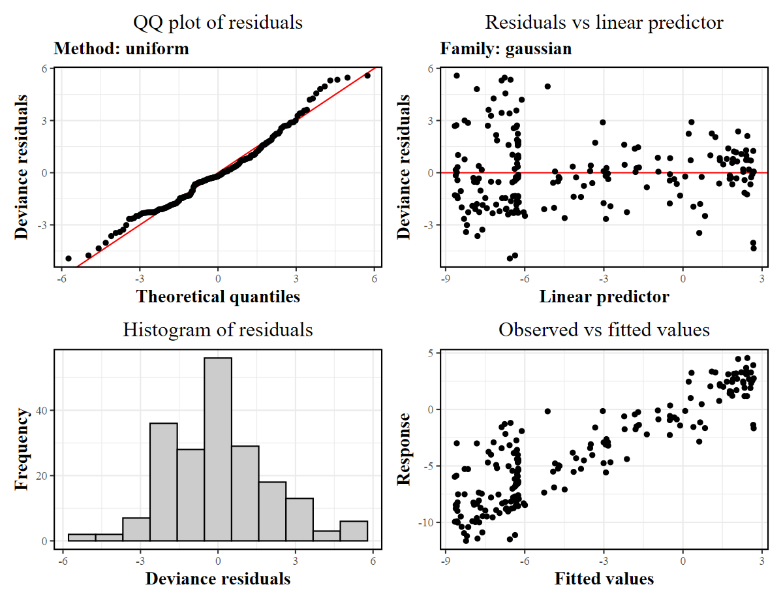 QQ plot of residuals
Method: uniform
6
3
0
-3
Deviance residuals
-6
-3
0
3
6
Theoretical quantiles
Residuals vs linear predictor
Family: gaussian
6
3
0
-3
Deviance residuals
-9
-6
-3
0
3
Linear predictor
Histogram of residuals
40
20
0
Frequency
-6
-3
0
3
6
Deviance residuals
Observed vs fitted values
5
0
-5
-10
Response
-9
-6
-3
0
3
Fitted values